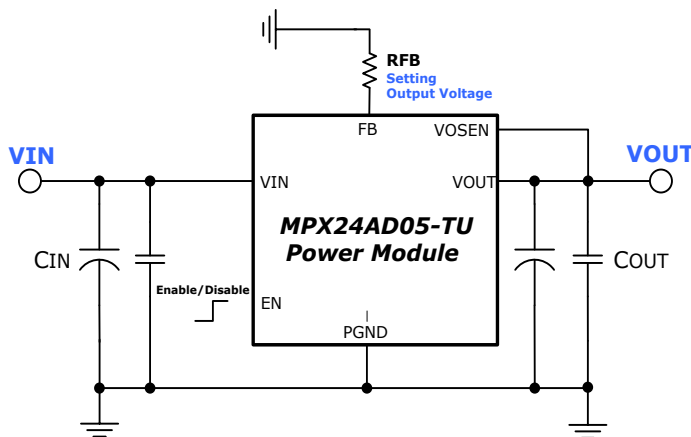 RFB
Setting
Output Voltage
FB
VOSEN
VIN
VOUT
VIN
VOUT
MPX24AD05-TU
Power Module
CIN
COUT
Enable/Disable
EN
PGND